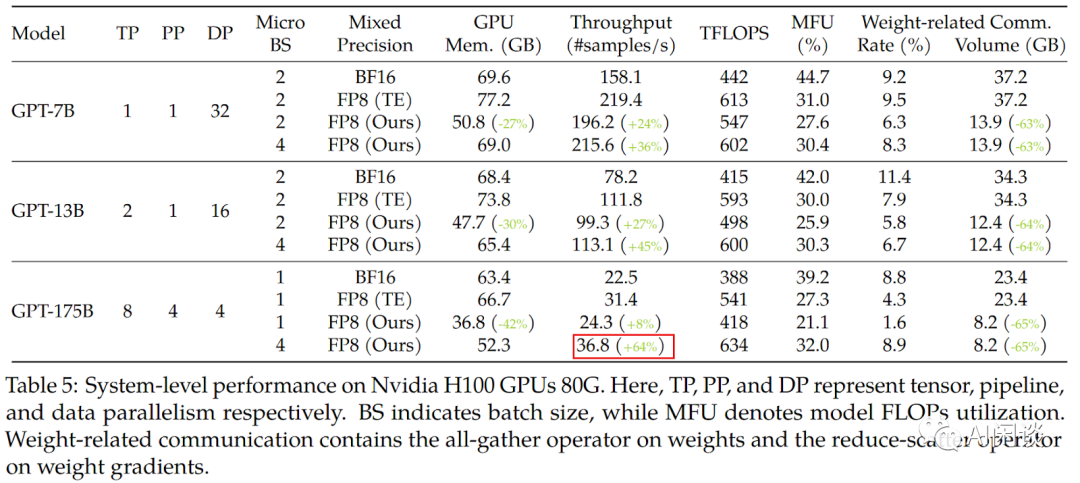 Model TP PP DP Micro BS Mixed Precision GPU Mem. (GB) Throughput (#samples/s) TFLOPS MFU (%) Weight-related Comm. Rate (%) Volume (GB)
2 BF16 69.6 158.1 442 44.7 9.2 37.2
2 FP8 (TE) 77.2 219.4 613 31.0 9.5 37.2
GPT-7B 1 1 32
2 FP8 (Ours) 50.8 (-27%) 196.2 (+24%) 547 27.6 6.3 13.9 (-63%)
4 FP8 (Ours) 69.0 215.6 (+36%) 602 30.4 8.3 13.9 (-63%)
2 BF16 68.4 78.2 415 42.0 11.4 34.3
2 FP8 (TE) 73.8 111.8 593 30.0 7.9 34.3
GPT-13B 2 1 16
2 FP8 (Ours) 47.7 (-30%) 99.3 (+27%) 498 25.9 5.8 12.4 (-64%)
4 FP8 (Ours) 65.4 113.1 (+45%) 600 30.3 6.7 12.4 (-64%)
1 BF16 63.4 22.5 388 39.2 8.8 23.4
1 FP8 (TE) 66.7 31.4 541 27.3 4.3 23.4
GPT-175B 8 4 4
1 FP8 (Ours) 36.8 (-42%) 24.3 (+8%) 418 21.1 1.6 8.2 (-65%)
4 FP8 (Ours) 52.3 36.8 (+64%) 634 32.0 8.9 8.2 (-65%)
Table 5: System-level performance on Nvidia H100 GPUs 80G. Here, TP, PP, and DP represent tensor, pipeline,
and data parallelism respectively. BS indicates batch size, while MFU denotes model FLOPs utilization.
Weight-related communication contains the all-gather operator on weights and the reduce-scatter operator
on weight gradients.
AI闲谈